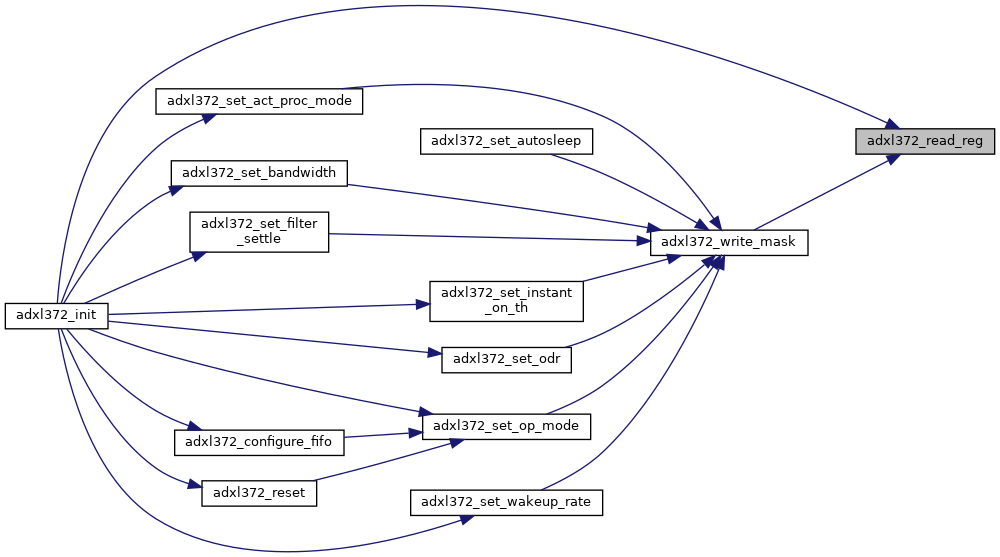 adxl372_set_act_proc_mode
adxl372_set_autosleep
adxl372_read_reg
adxl372_set_bandwidth
adxl372_set_filter
_settle
adxl372_write_mask
adxl372_set_instant
_on_th
adxl372_init
adxl372_set_odr
adxl372_set_op_mode
adxl372_configure_fifo
adxl372_reset
adxl372_set_wakeup_rate